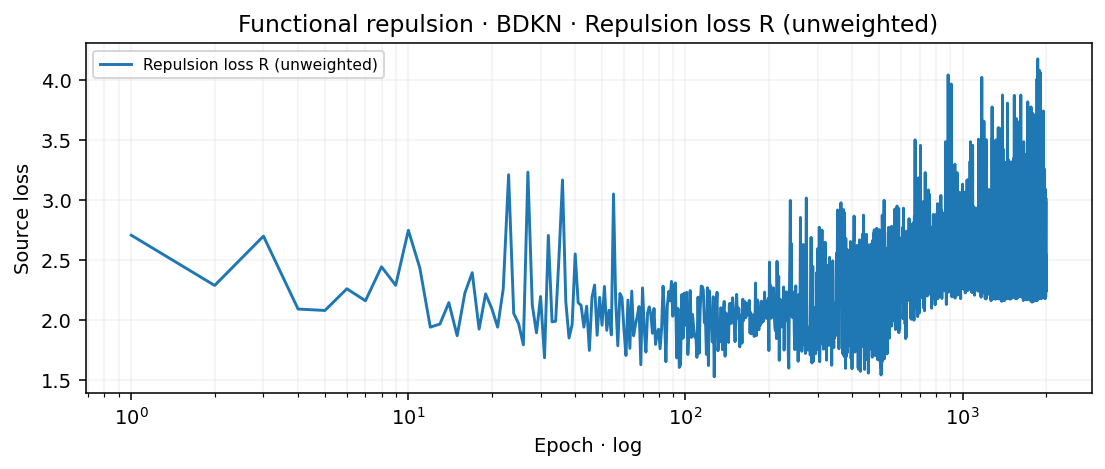 Functional repulsion · BDKN · Repulsion loss R (unweighted)
Repulsion loss R (unweighted)
Source loss
4.0
3.5
3.0
2.5
2.0
1.5
10⁰ 10¹ 10² 10³
Epoch · log